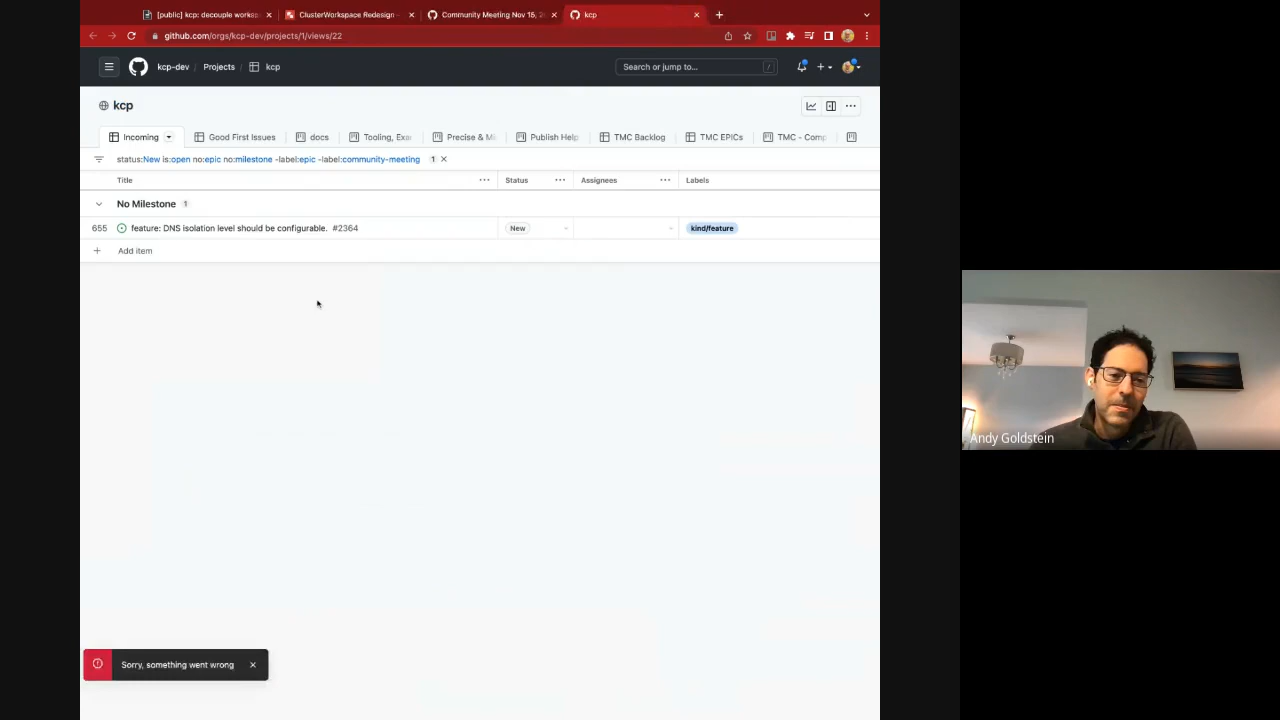 [public] kcp: decouple worksp
ClusterWorkspace Redesign -
Community Meeting Nov 15, 2
kcp
github.com/orgs/kcp-dev/projects/1/views/22
kcp-dev / Projects / kcp
Search or jump to... /
kcp
Incoming
Good First Issues
docs
Tooling, Exa
Precise & Mi
Publish Help
TMC Backlog
TMC EPICs
TMC - Comp
status:New is:open no:epic no:milestone -label:epic -label:community-meeting 1
Title Status Assignees Labels
No Milestone 1
655 feature: DNS isolation level should be configurable. #2364 New kind/feature
+ Add item
Andy Goldstein
Sorry, something went wrong